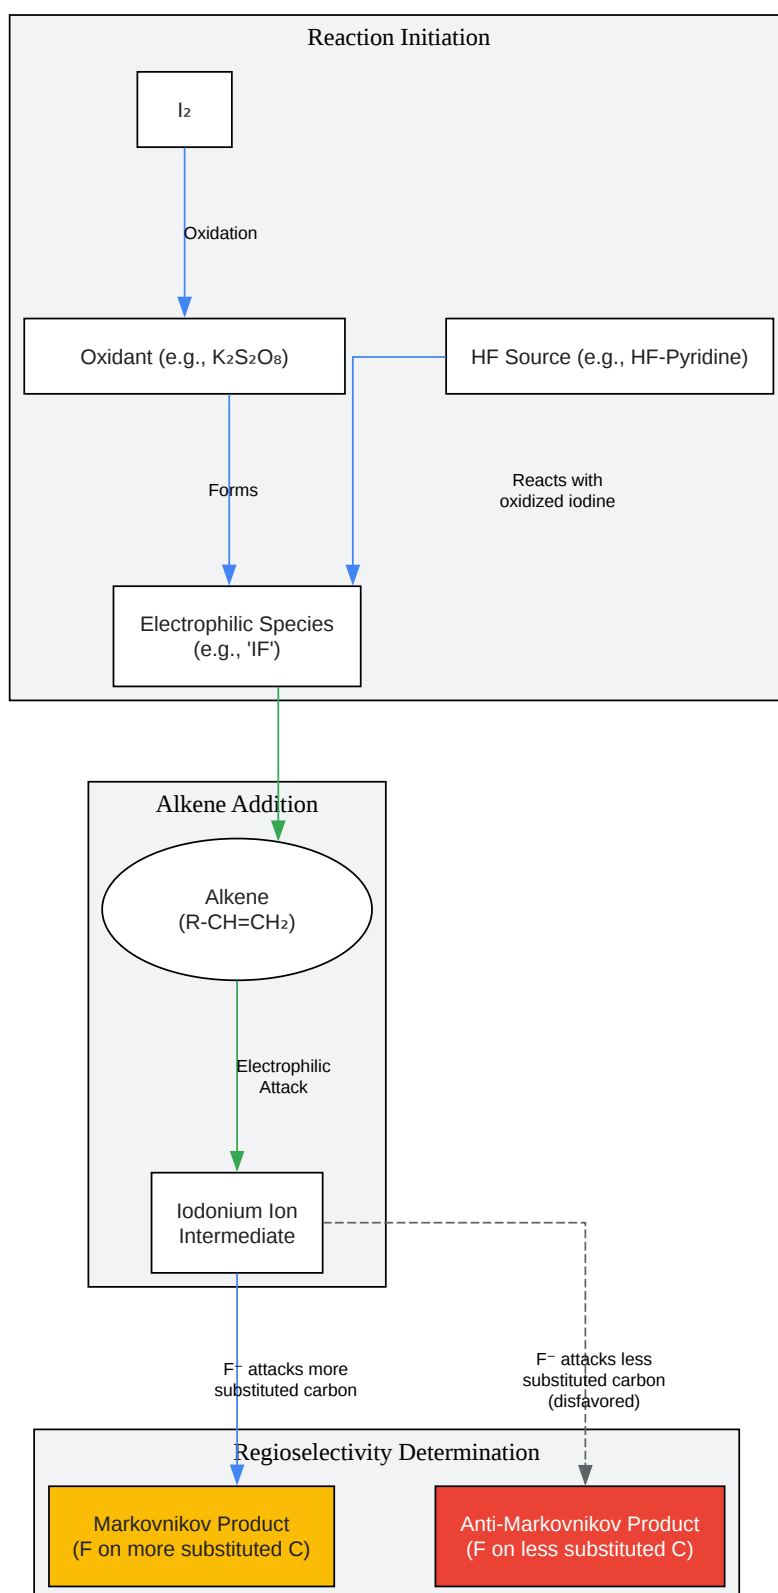 Reaction Initiation
I₂
Oxidation
Oxidant (e.g., K₂S₂O₈)
HF Source (e.g., HF-Pyridine)
Forms
Reacts with
oxidized iodine
Electrophilic Species
(e.g., 'IF')
Alkene Addition
Alkene
(R-CH=CH₂)
Electrophilic
Attack
Iodonium Ion
Intermediate
F⁻ attacks more
substituted carbon
F⁻ attacks less
substituted carbon
(disfavored)
Regioselectivity Determination
Markovnikov Product
(F on more substituted C)
Anti-Markovnikov Product
(F on less substituted C)